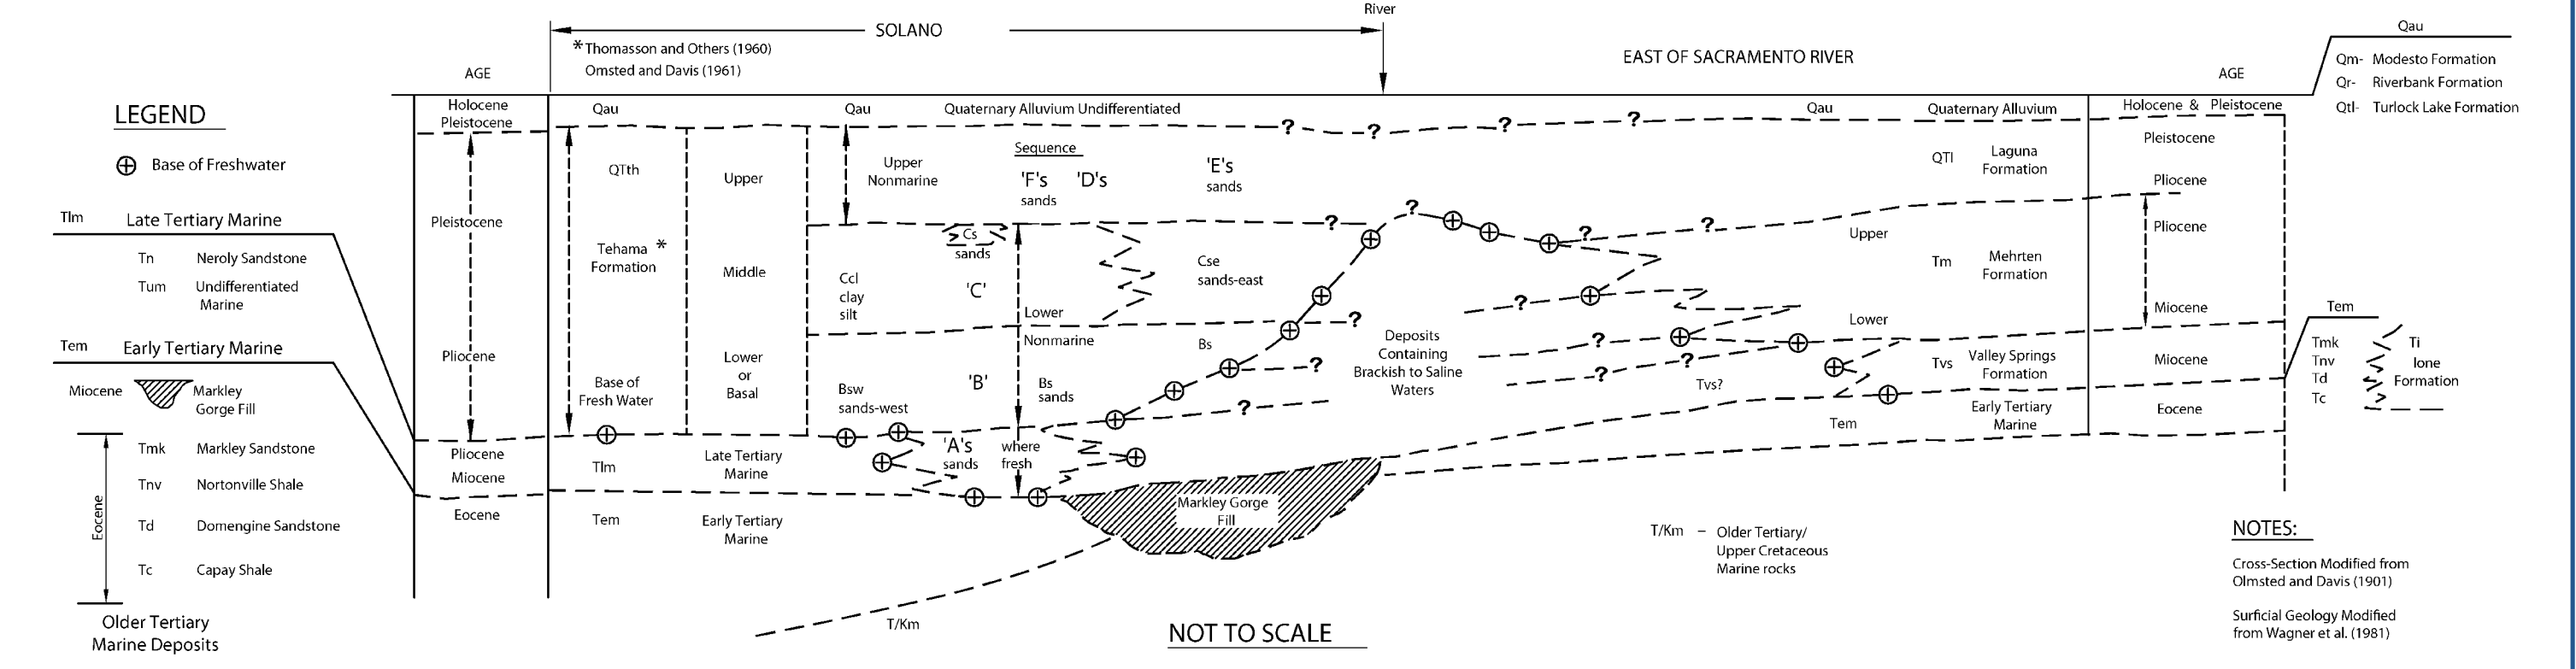 River
SOLANO
*Thomasson and Others (1960)
Omsted and Davis (1961)
EAST OF SACRAMENTO RIVER
AGE
AGE
Qau
Qm- Modesto Formation
Qr- Riverbank Formation
Qtl- Turlock Lake Formation
LEGEND
Base of Freshwater
Tlm Late Tertiary Marine
Tn Neroly Sandstone
Tum Undifferentiated
Marine
Tem Early Tertiary Marine
Miocene
Markley
Gorge Fill
Eocene
Tmk Markley Sandstone
Tnv Nortonville Shale
Td Domengine Sandstone
Tc Capay Shale
Older Tertiary
Marine Deposits
Holocene
Pleistocene
Pleistocene
Pliocene
Pliocene
Miocene
Eocene
Qau
QTth
Tehama *
Formation
Base of
Fresh Water
Tlm
Tem
Upper
Middle
Lower
or
Basal
Late Tertiary
Marine
Early Tertiary
Marine
T/Km
Qau Quaternary Alluvium Undifferentiated
Upper
Nonmarine
Sequence
'F's
sands
'D's
'E's
sands
Cs
sands
Ccl
clay
silt
'C'
Cse
sands-east
Lower
Nonmarine
Bsw
sands-west
'B'
Bs
sands
Bs
'A's
sands
where
fresh
Markley Gorge
Fill
? ? ? ?
? ? ? ?
? ? ?
? ? ?
? ?
Deposits
Containing
Brackish to Saline
Waters
Qau Quaternary Alluvium
QTl Laguna
Formation
Upper
Tm Mehrten
Formation
Lower
Tvs Valley Springs
Formation
Tvs?
Tem
Early Tertiary
Marine
T/Km – Older Tertiary/
Upper Cretaceous
Marine rocks
Holocene & Pleistocene
Pleistocene
Pliocene
Pliocene
Miocene
Miocene
Eocene
Tem
Tmk
Tnv
Td
Tc
Ti
Ione
Formation
NOT TO SCALE
NOTES:
Cross-Section Modified from
Olmsted and Davis (1901)
Surficial Geology Modified
from Wagner et al. (1981)